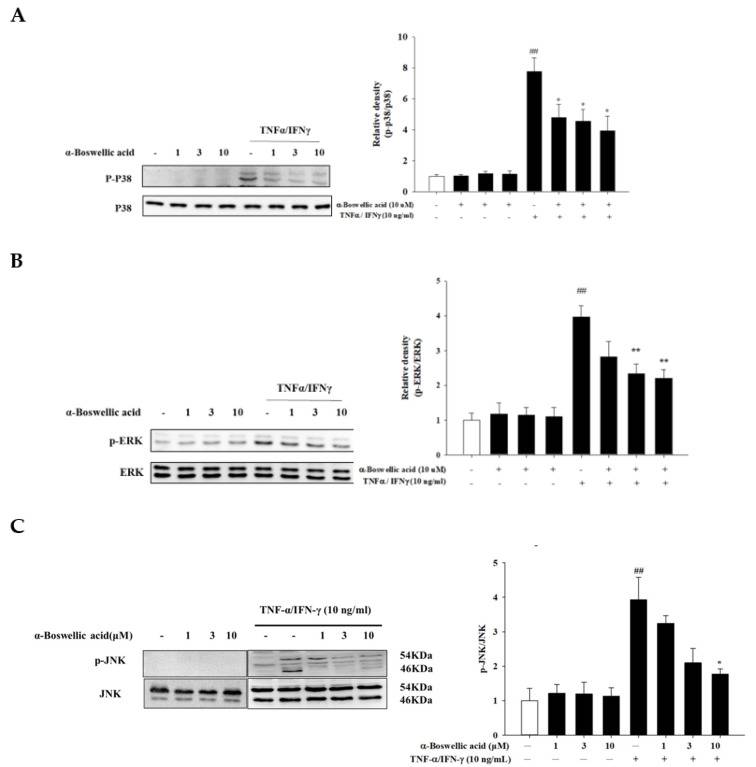 A
TNFα/IFNγ
α-Boswellic acid - 1 3 10 - 1 3 10
P-P38
P38
Relative density
(p-p38/p38)
10
8
6
4
2
0
##
* * *
α-Boswellic acid (10 uM) - + + + - + + +
TNFα / IFNγ (10 ng/ml) - - - - + + + +
B
TNFα/IFNγ
α-Boswellic acid - 1 3 10 - 1 3 10
p-ERK
ERK
Relative density
(p-ERK/ERK)
5
4
3
2
1
0
##
** **
α-Boswellic acid (10 uM) - + + + - + + +
TNFα / IFNγ (10 ng/ml) - - - - + + + +
C
TNF-α/IFN-γ (10 ng/ml)
α-Boswellic acid(μM) - 1 3 10 - - 1 3 10
p-JNK 54KDa
46KDa
JNK 54KDa
46KDa
-
p-JNK/JNK
5
4
3
2
1
0
##
*
α-Boswellic acid (μM) — 1 3 10 — 1 3 10
TNF-α/IFN-γ (10 ng/mL) — — — — + + + +